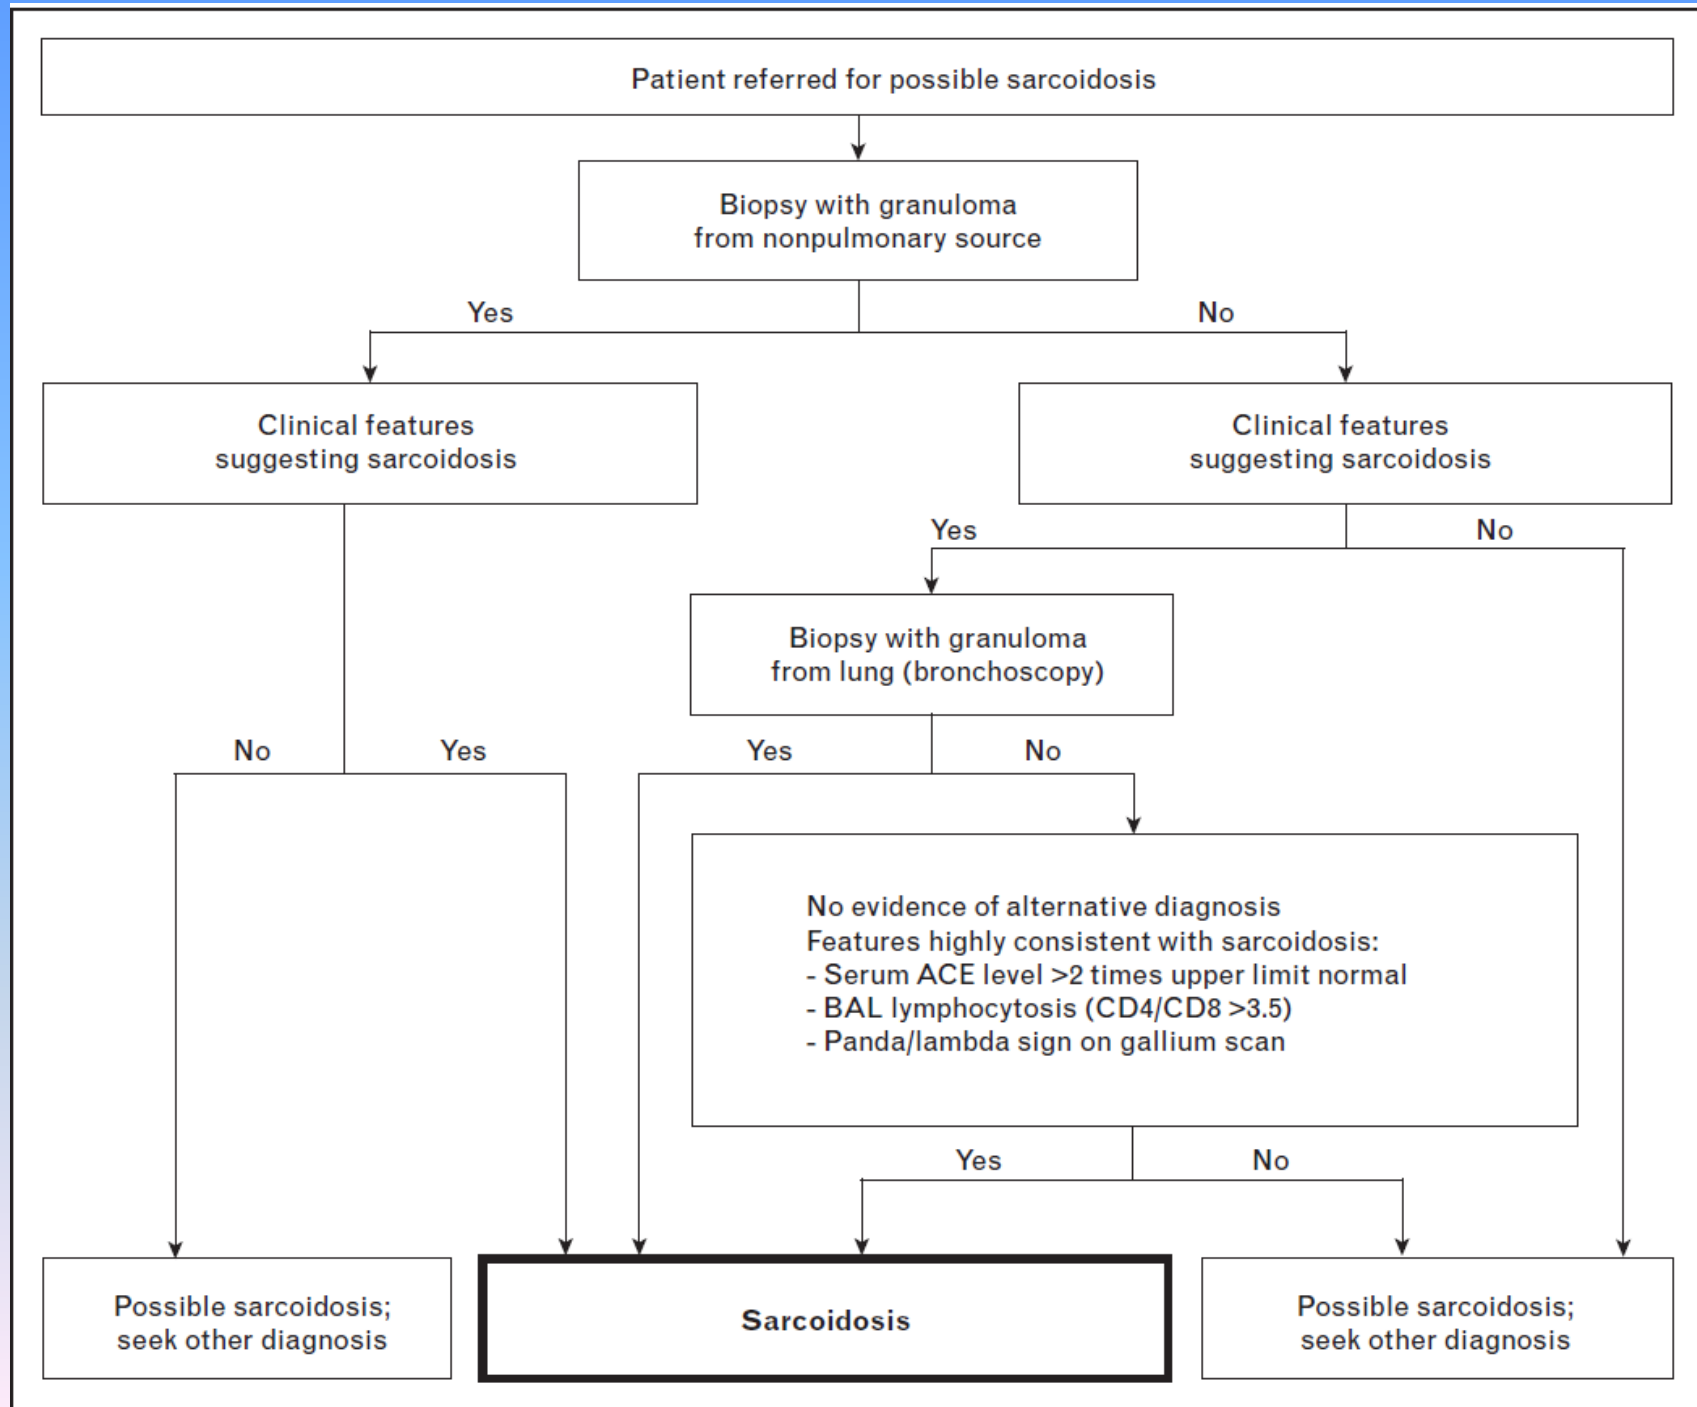 Patient referred for possible sarcoidosis
Biopsy with granuloma
from nonpulmonary source
Yes
No
Clinical features
suggesting sarcoidosis
Clinical features
suggesting sarcoidosis
Yes
No
Biopsy with granuloma
from lung (bronchoscopy)
No
Yes
Yes
No
No evidence of alternative diagnosis
Features highly consistent with sarcoidosis:
- Serum ACE level >2 times upper limit normal
- BAL lymphocytosis (CD4/CD8 >3.5)
- Panda/lambda sign on gallium scan
Yes
No
Possible sarcoidosis;
seek other diagnosis
Sarcoidosis
Possible sarcoidosis;
seek other diagnosis